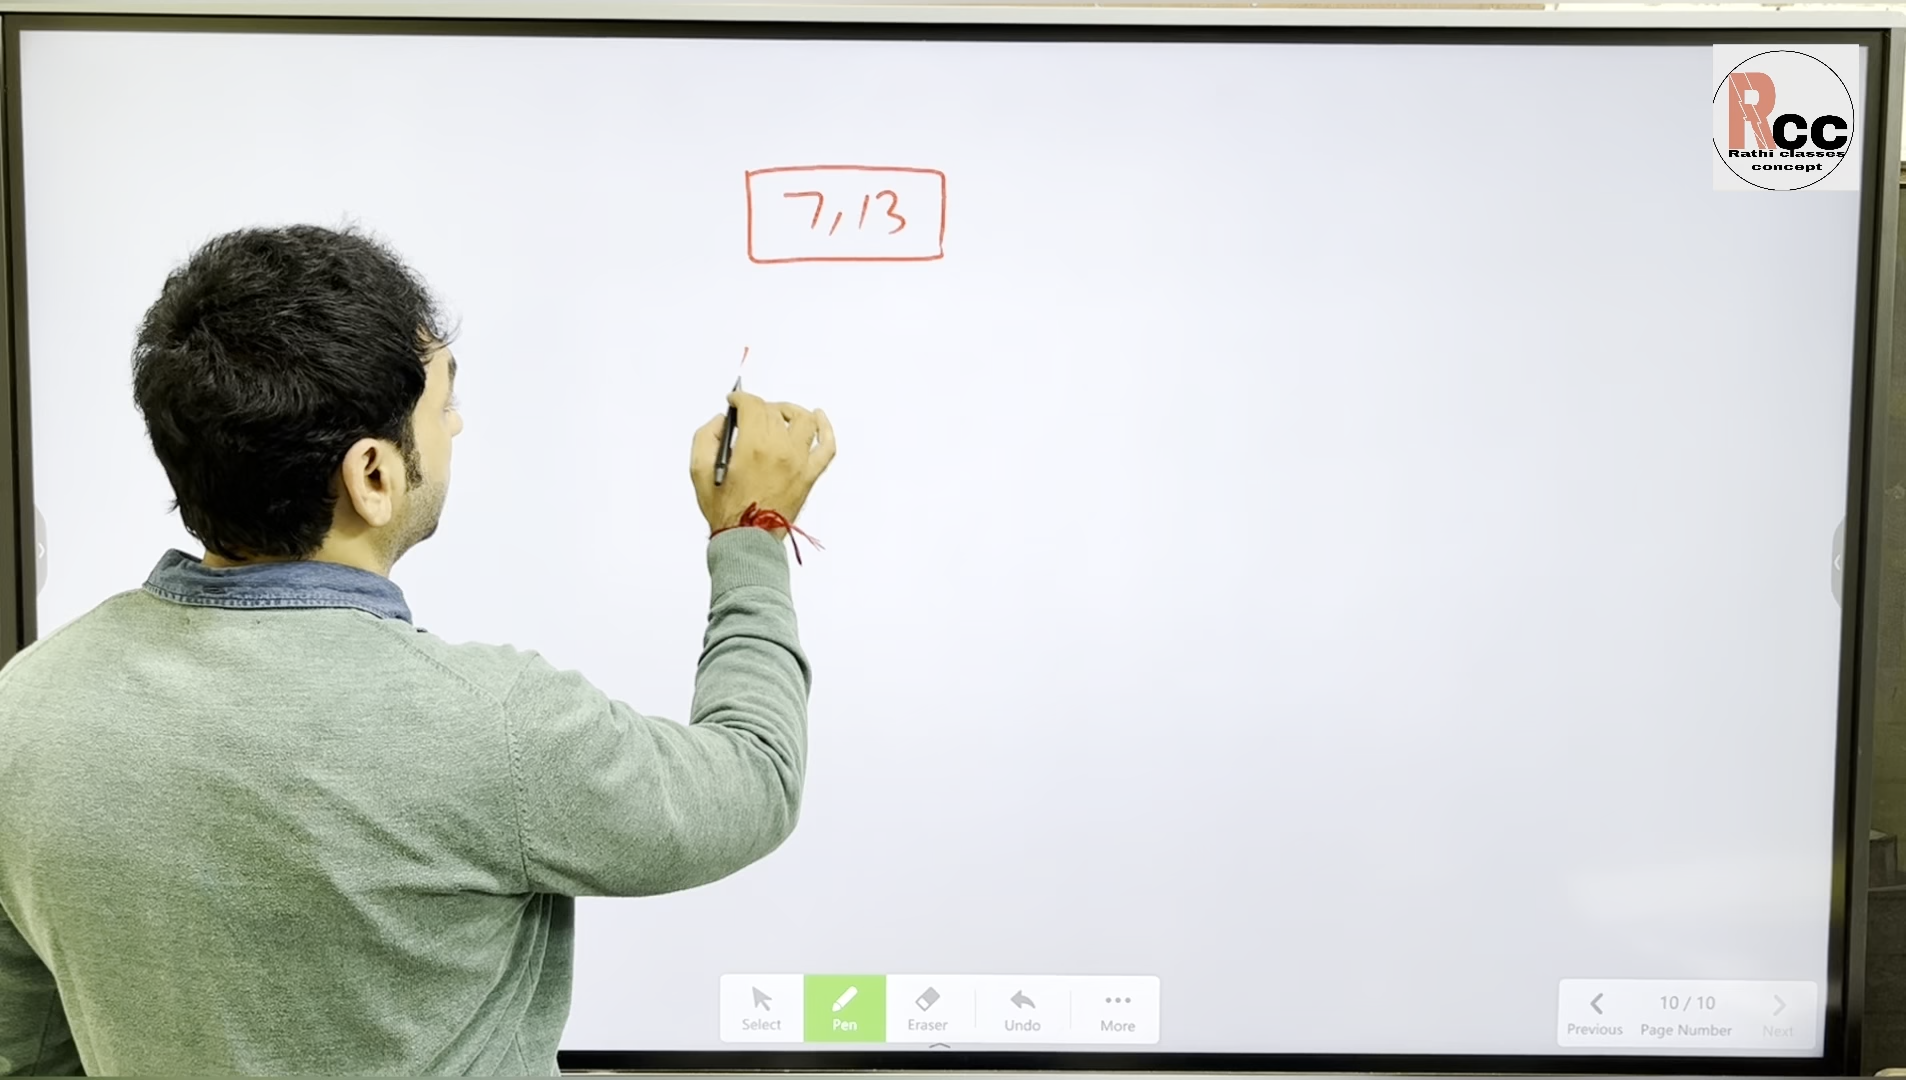 Rcc
Rathi classes
concept
7,13
Select
Pen
Eraser
Undo
More
10 / 10
Previous
Page Number
Next